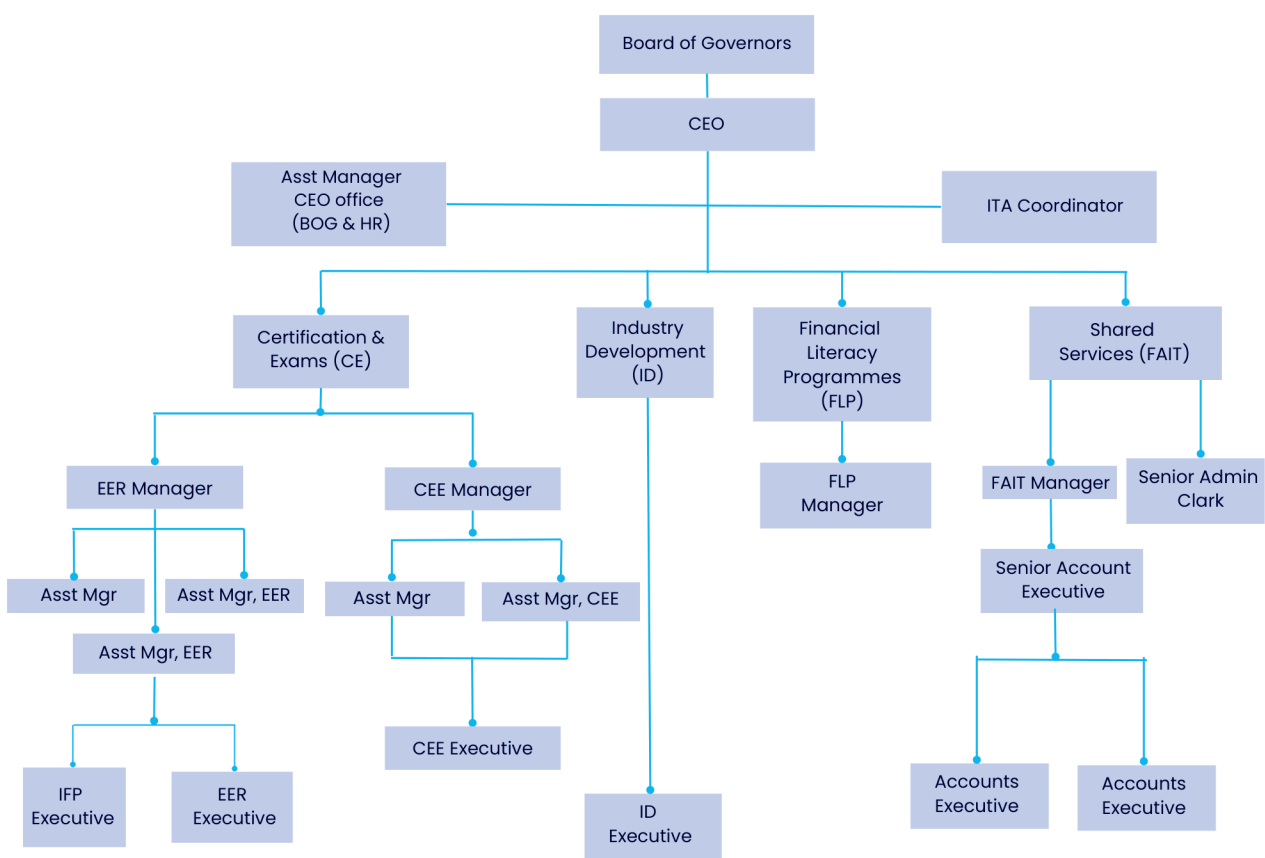 Board of Governors
CEO
Asst Manager
CEO office
(BOG & HR)
ITA Coordinator
Certification &
Exams (CE)
Industry
Development
(ID)
Financial
Literacy
Programmes
(FLP)
Shared
Services (FAIT)
EER Manager
CEE Manager
FLP
Manager
FAIT Manager
Senior Admin
Clark
Asst Mgr
Asst Mgr, EER
Asst Mgr
Asst Mgr, CEE
Senior Account
Executive
Asst Mgr, EER
CEE Executive
IFP
Executive
EER
Executive
ID
Executive
Accounts
Executive
Accounts
Executive